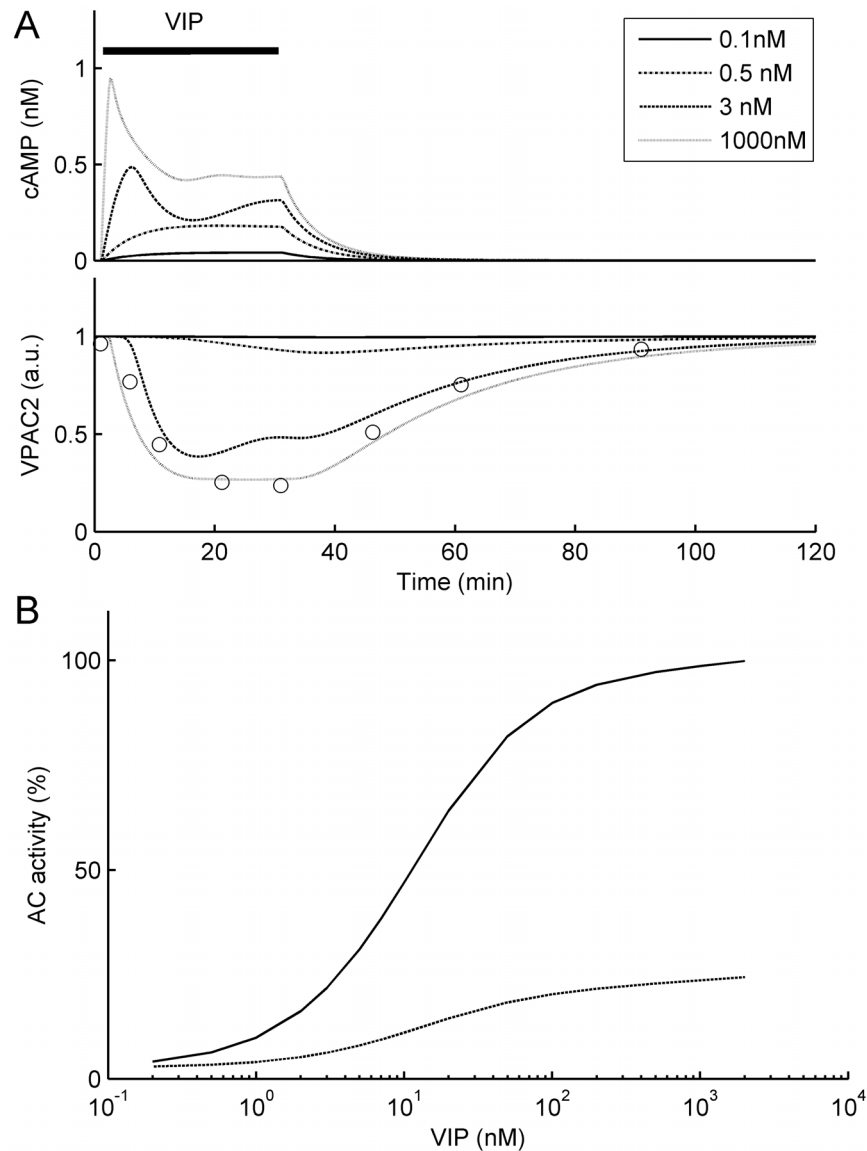 A
VIP
0.1nM
0.5 nM
3 nM
1000nM
cAMP (nM)
1
0.5
0
VPAC2 (a.u.)
1
0.5
0
0 20 40 60 80 100 120
Time (min)
B
AC activity (%)
100
50
0
10⁻¹ 10⁰ 10¹ 10² 10³ 10⁴
VIP (nM)